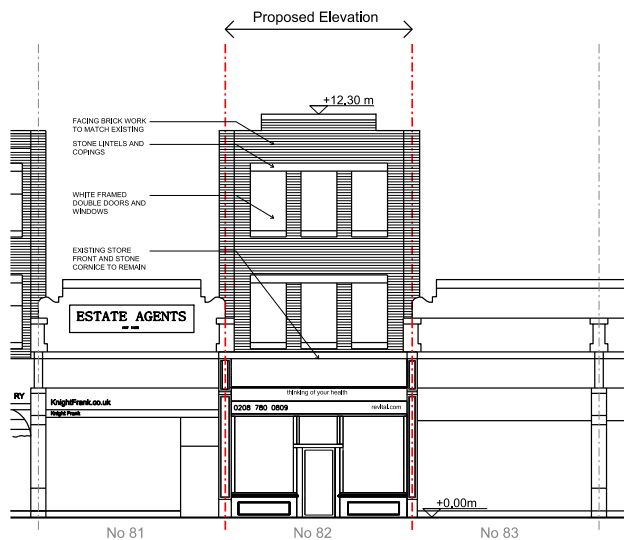 Proposed Elevation
+12,30 m
FACING BRICK WORK
TO MATCH EXISTING
STONE LINTELS AND
COPINGS
WHITE FRAMED
DOUBLE DOORS AND
WINDOWS
EXISTING STORE
FRONT AND STONE
CORNICE TO REMAIN
ESTATE AGENTS
RY
KnightFrank.co.uk
Knight Frank
thinking of your health
0208 780 0809
revital.com
+0,00m
No 81
No 82
No 83